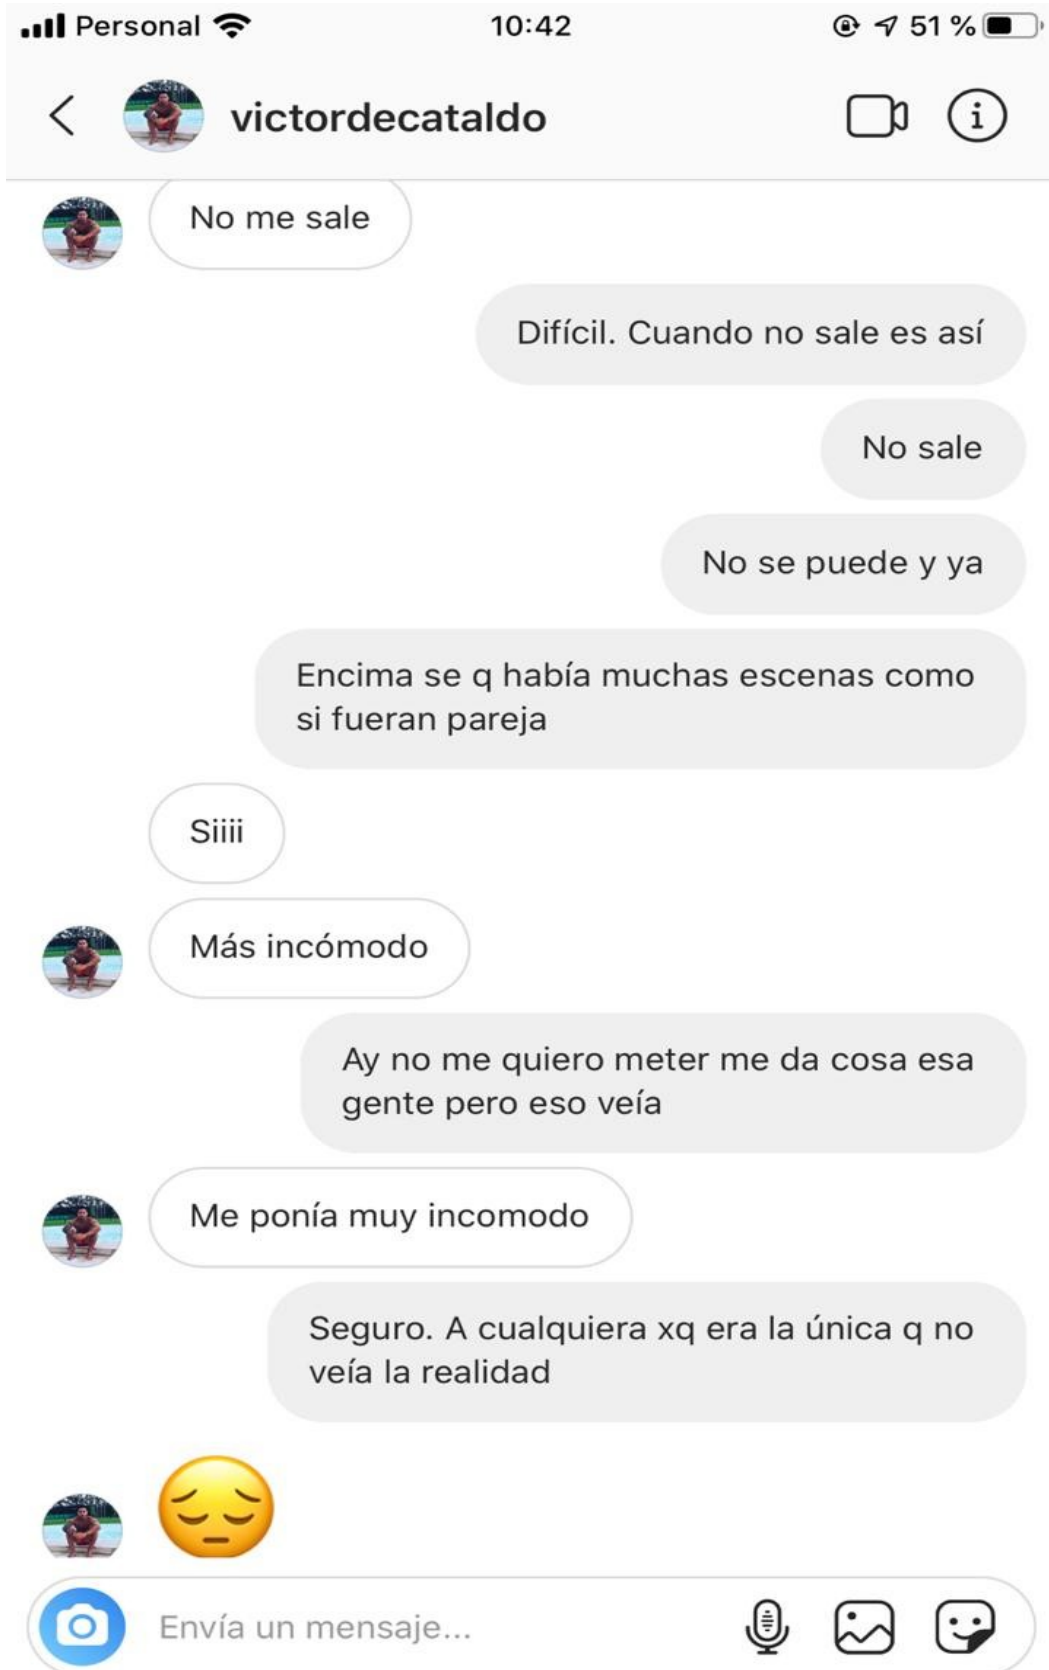 Personal 10:42 51 %
victordecataldo
No me sale
Difícil. Cuando no sale es así
No sale
No se puede y ya
Encima se q había muchas escenas como
si fueran pareja
Siiii
Más incómodo
Ay no me quiero meter me da cosa esa
gente pero eso veía
Me ponía muy incomodo
Seguro. A cualquiera xq era la única q no
veía la realidad
Envía un mensaje...